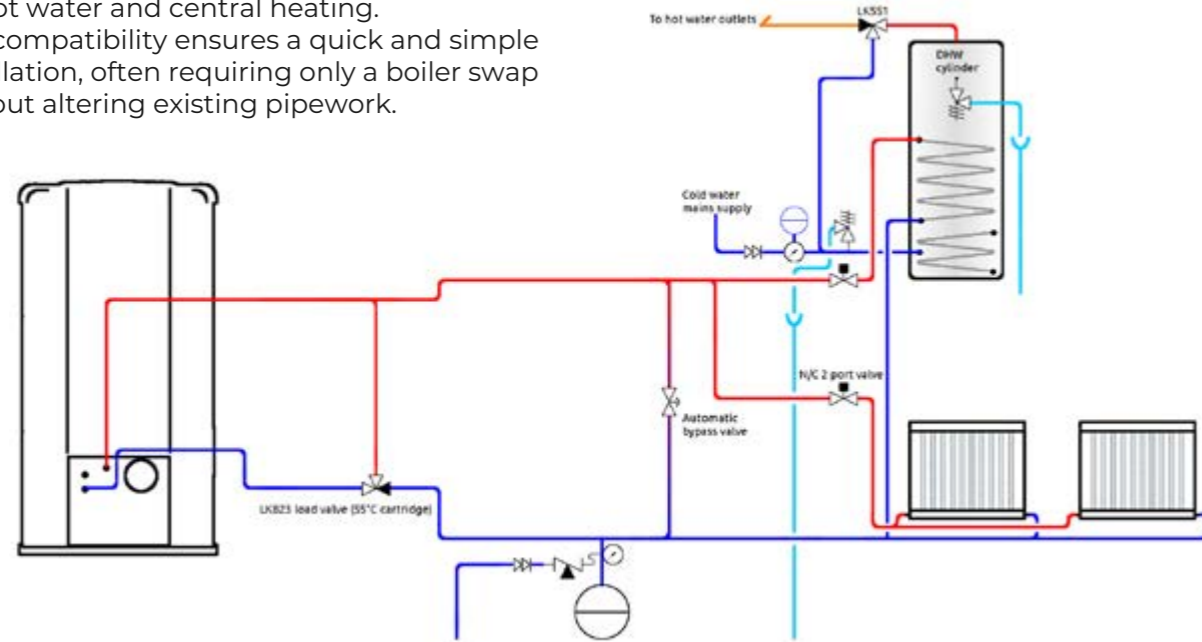 ot water and central heating.
compatibility ensures a quick and simple
llation, often requiring only a boiler swap
out altering existing pipework.
To hot water outlets
LK551
DHW
cylinder
Cold water
mains supply
N/C 2 port valve
Automatic
bypass valve
LK823 load valve (55°C cartridge)